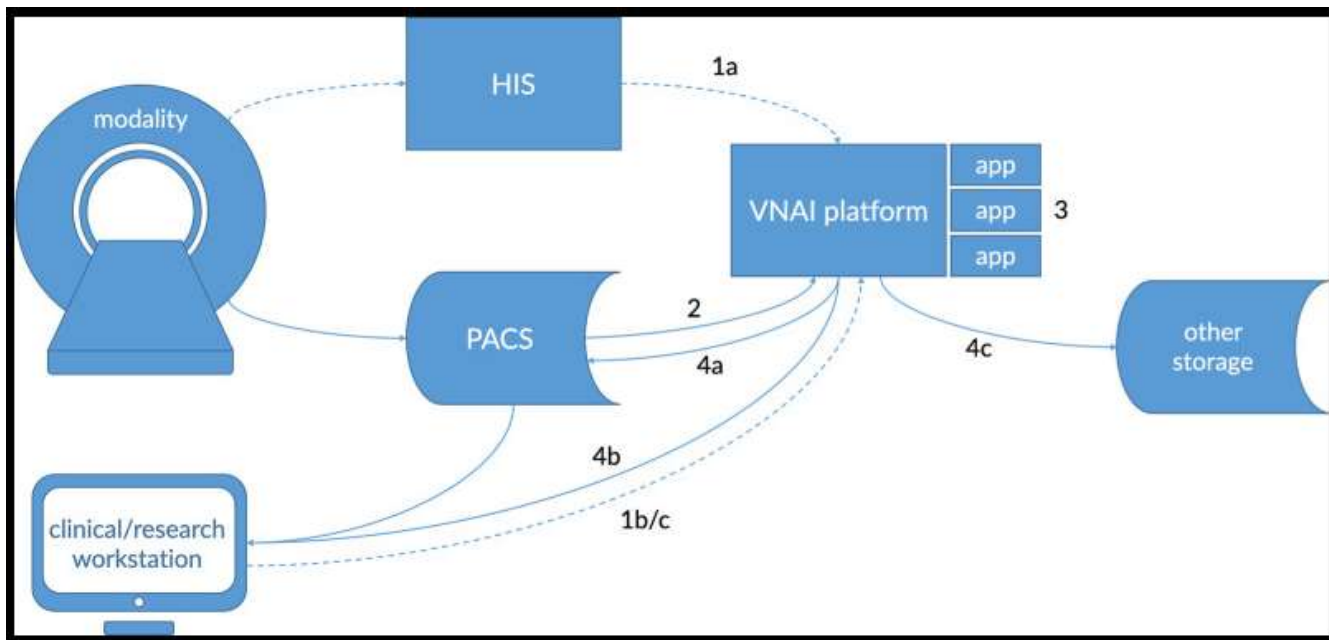 HIS
1a
modality
VNAI platform
app
app
app
3
PACS
2
4a
4c
other
storage
4b
1b/c
clinical/research
workstation